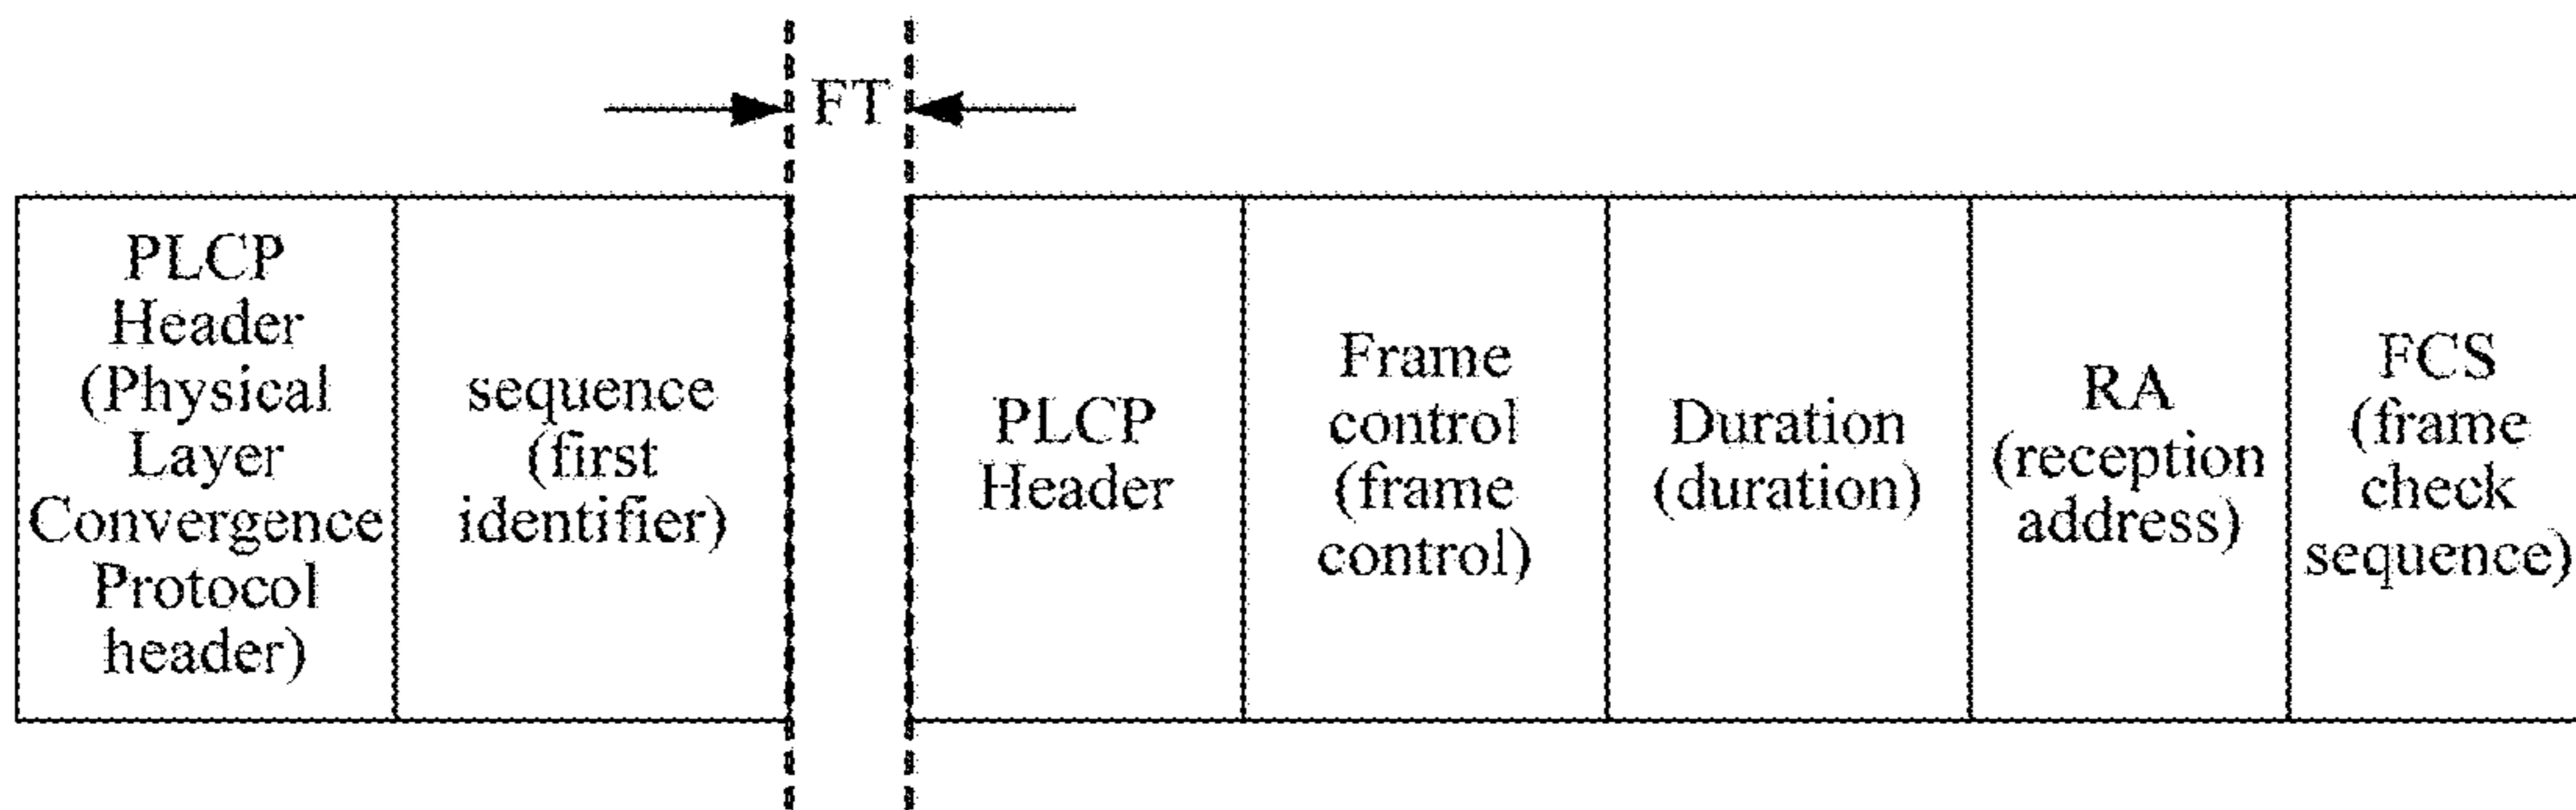 FT
PLCP
Header
(Physical
Layer
Convergence
Protocol
header)
sequence
(first
identifier)
PLCP
Header
Frame
control
(frame
control)
Duration
(duration)
RA
(reception
address)
FCS
(frame
check
sequence)